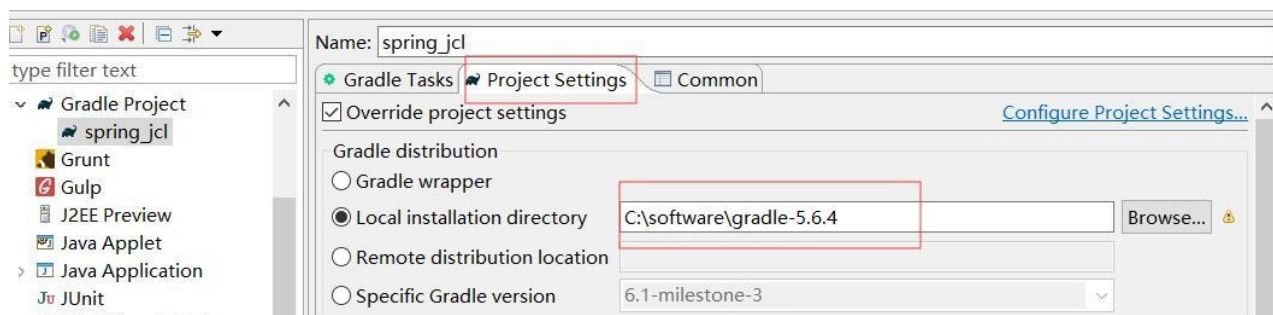 Name: spring_jcl
type filter text
Gradle Tasks Project Settings Common
Gradle Project
Override project settings Configure Project Settings...
spring_jcl
Grunt
Gradle distribution
Gulp
Gradle wrapper
J2EE Preview
Local installation directory C:\software\gradle-5.6.4 Browse...
Java Applet
Remote distribution location
Java Application
Specific Gradle version 6.1-milestone-3
Ju JUnit